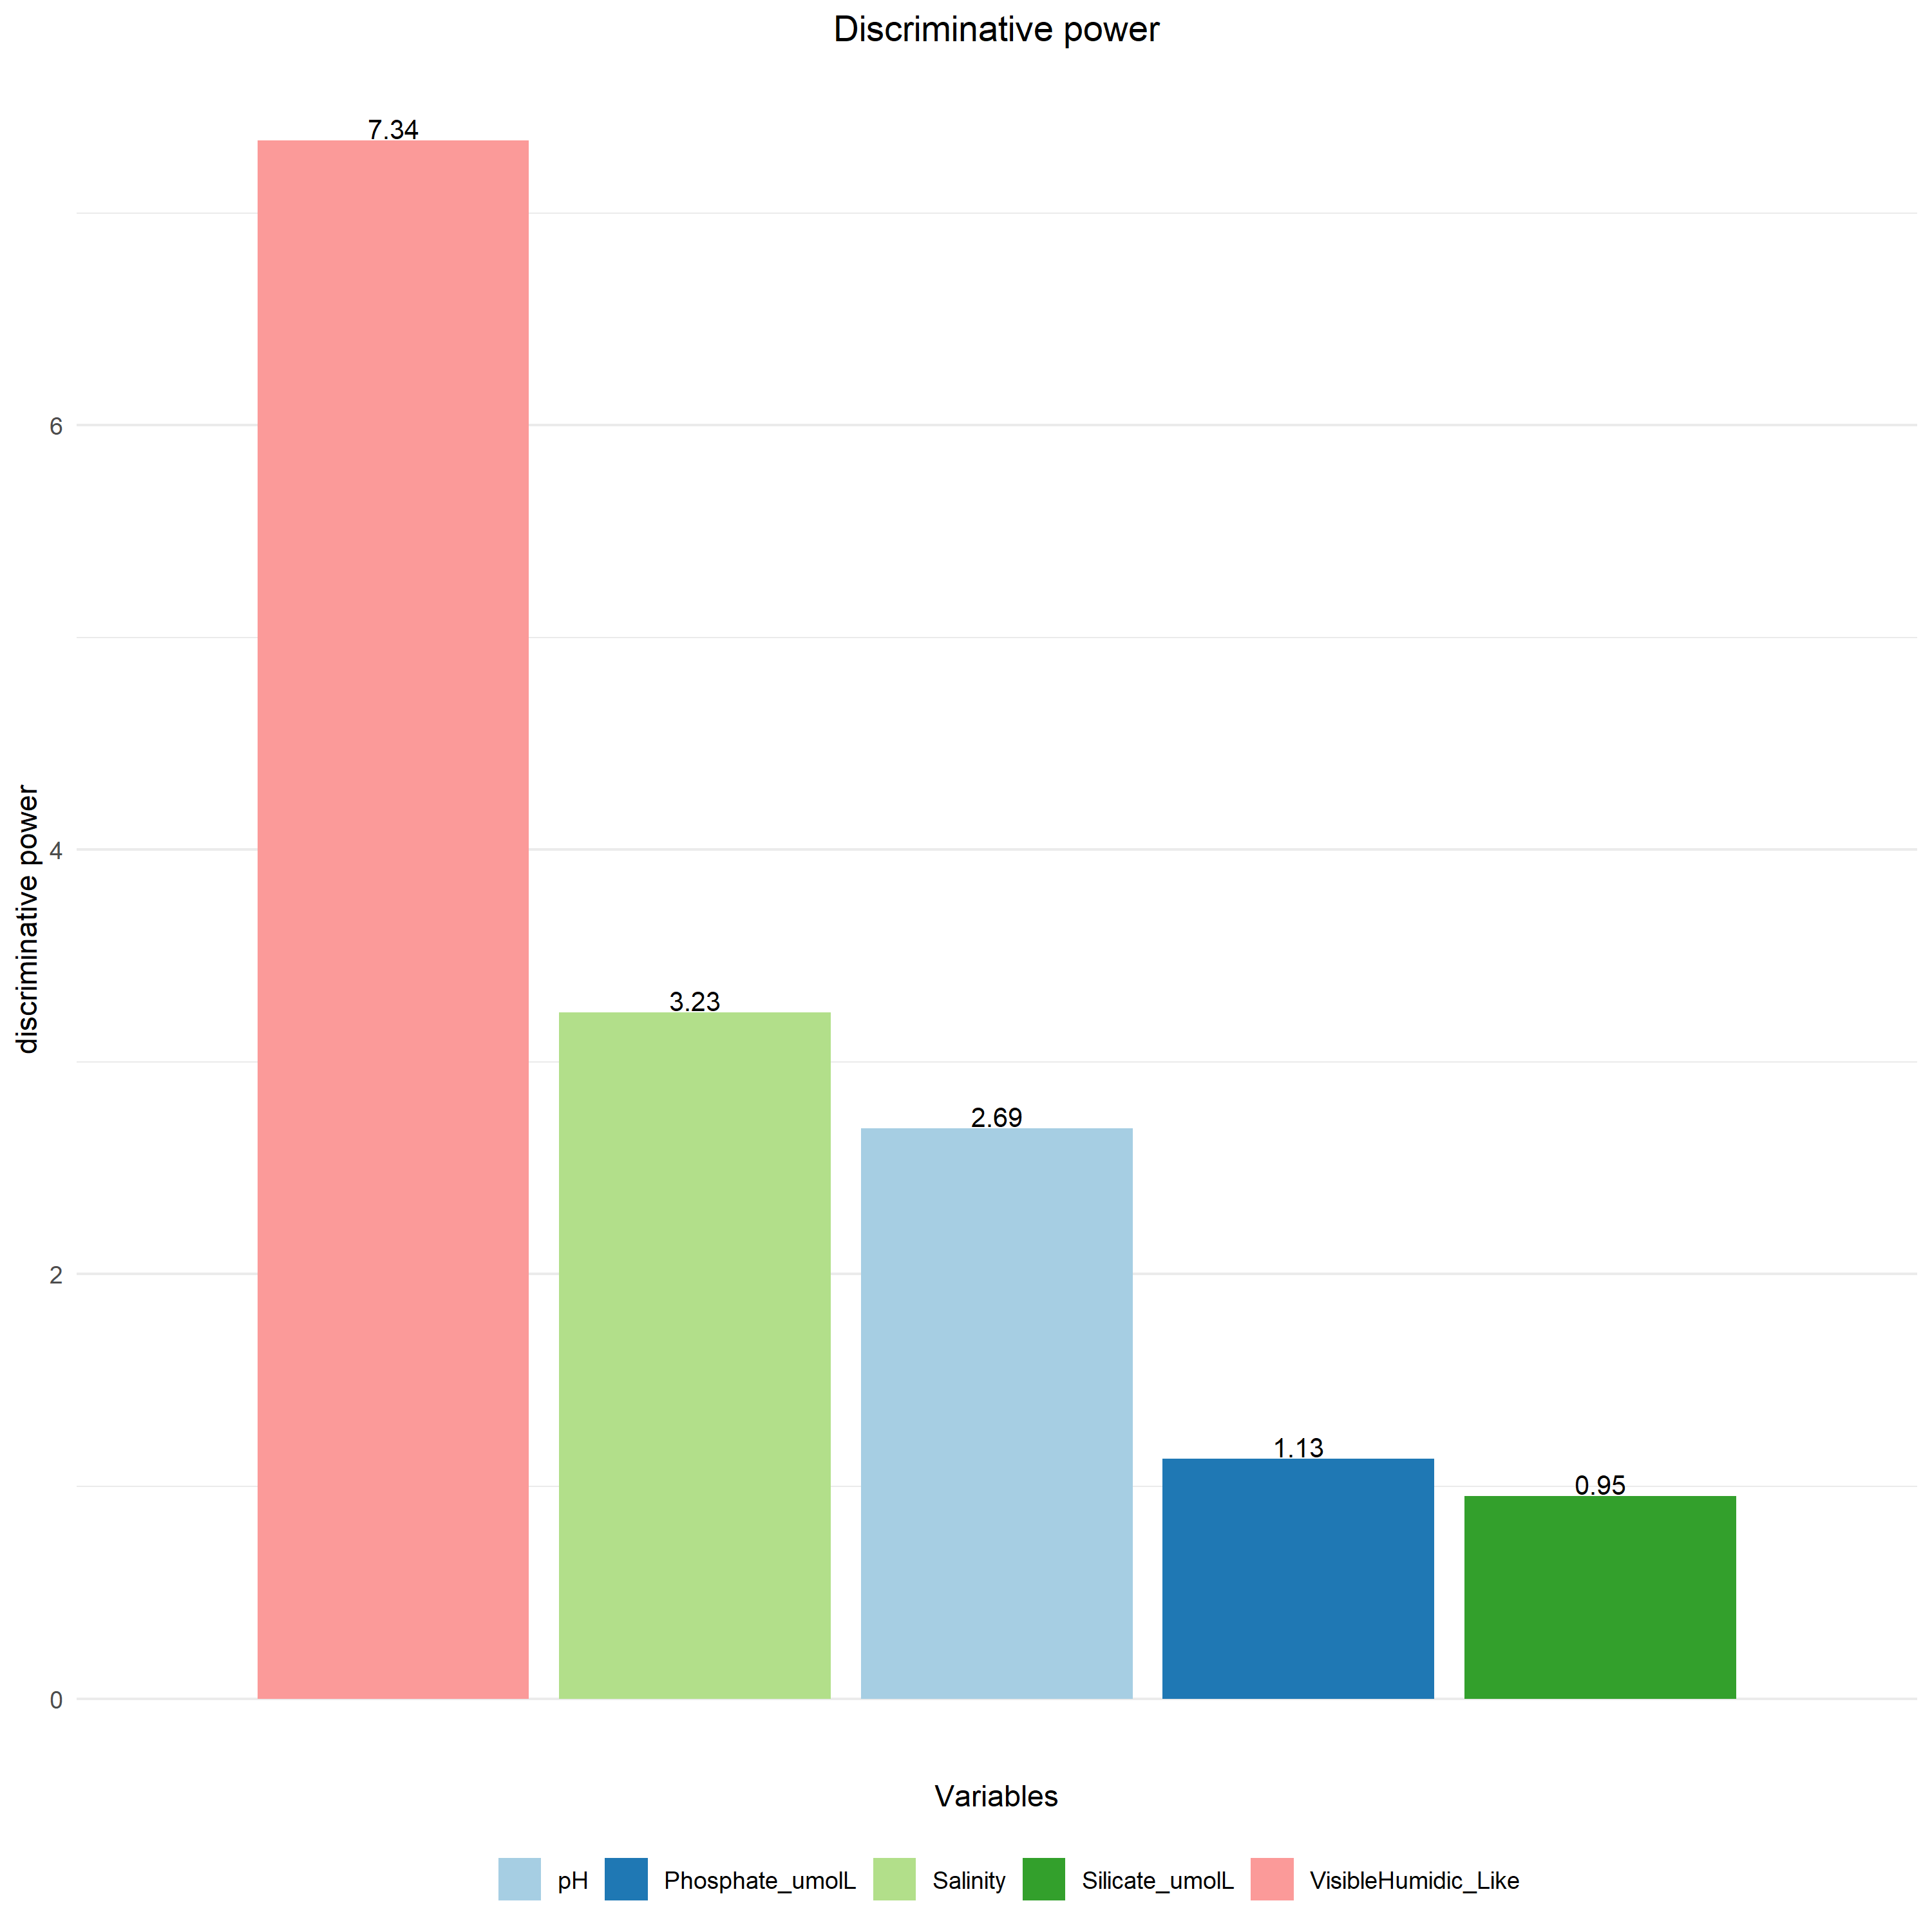 Discriminative power
7.34
6
discriminative power
4
3.23
2.69
2
1.13
0.95
0
Variables
pH Phosphate_umolL Salinity Silicate_umolL VisibleHumidic_Like